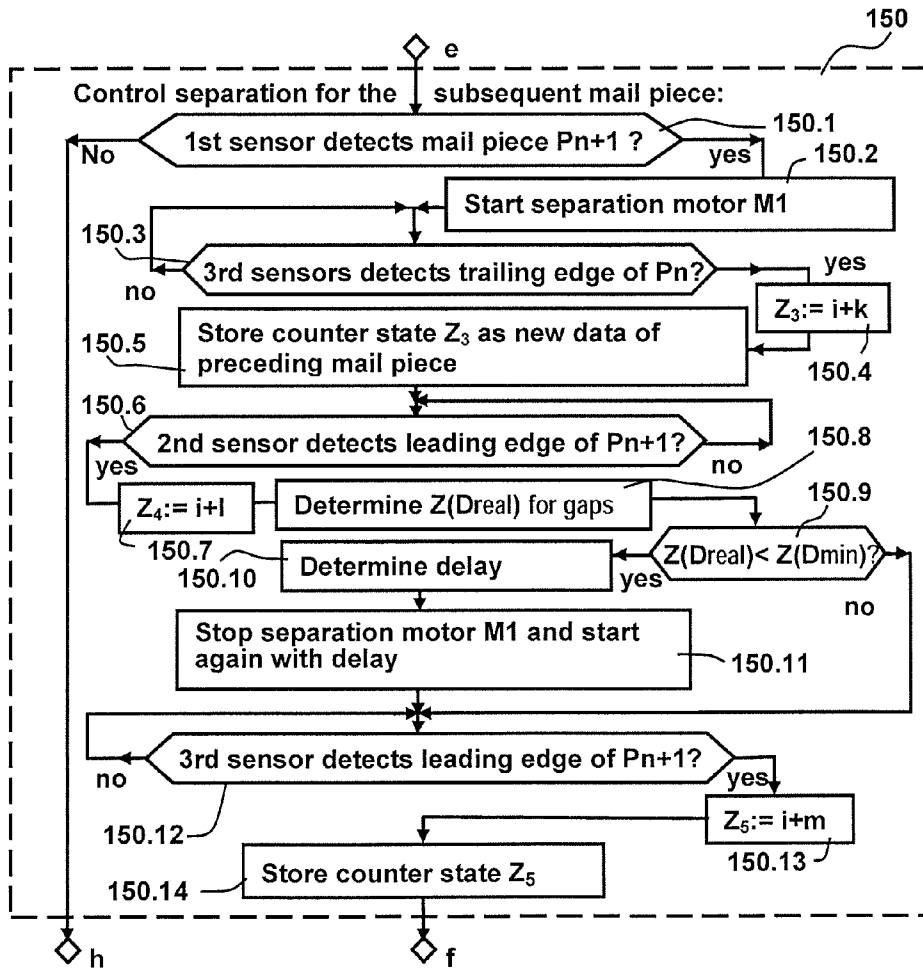 150
e
Control separation for the subsequent mail piece:
1st sensor detects mail piece Pn+1 ?
150.1
No
yes
150.2
Start separation motor M1
150.3
3rd sensors detects trailing edge of Pn?
yes
no
Z3:= i+k
150.4
150.5
Store counter state Z3 as new data of
preceding mail piece
150.6
2nd sensor detects leading edge of Pn+1?
150.8
yes
no
Z4:= i+l
Determine Z(Dreal) for gaps
150.9
150.7
Z(Dreal)< Z(Dmin)?
150.10
Determine delay
yes
no
Stop separation motor M1 and start
again with delay
150.11
3rd sensor detects leading edge of Pn+1?
no
yes
150.12
Z5:= i+m
150.13
150.14
Store counter state Z5
h
f